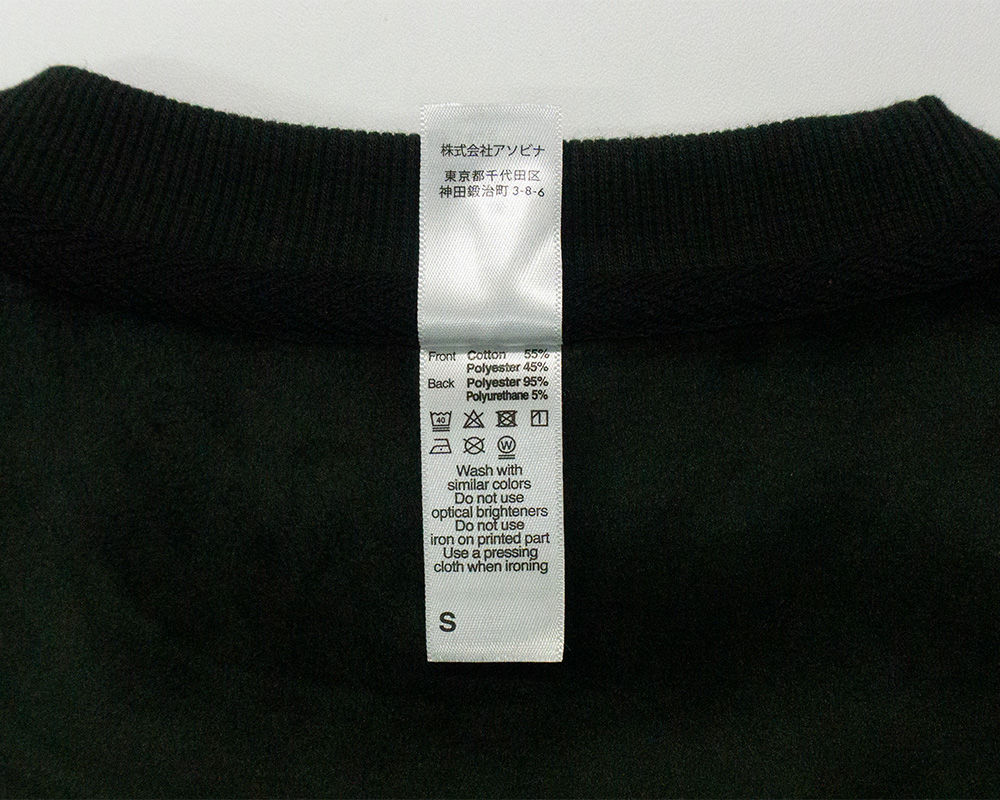 株式会社アソビナ
東京都千代田区
神田鍛治町 3-8-6
Front Cotton 55%
Polyester 45%
Back Polyester 95%
Polyurethane 5%
40
W
Wash with
similar colors
Do not use
optical brighteners
Do not use
iron on printed part
Use a pressing
cloth when ironing
S